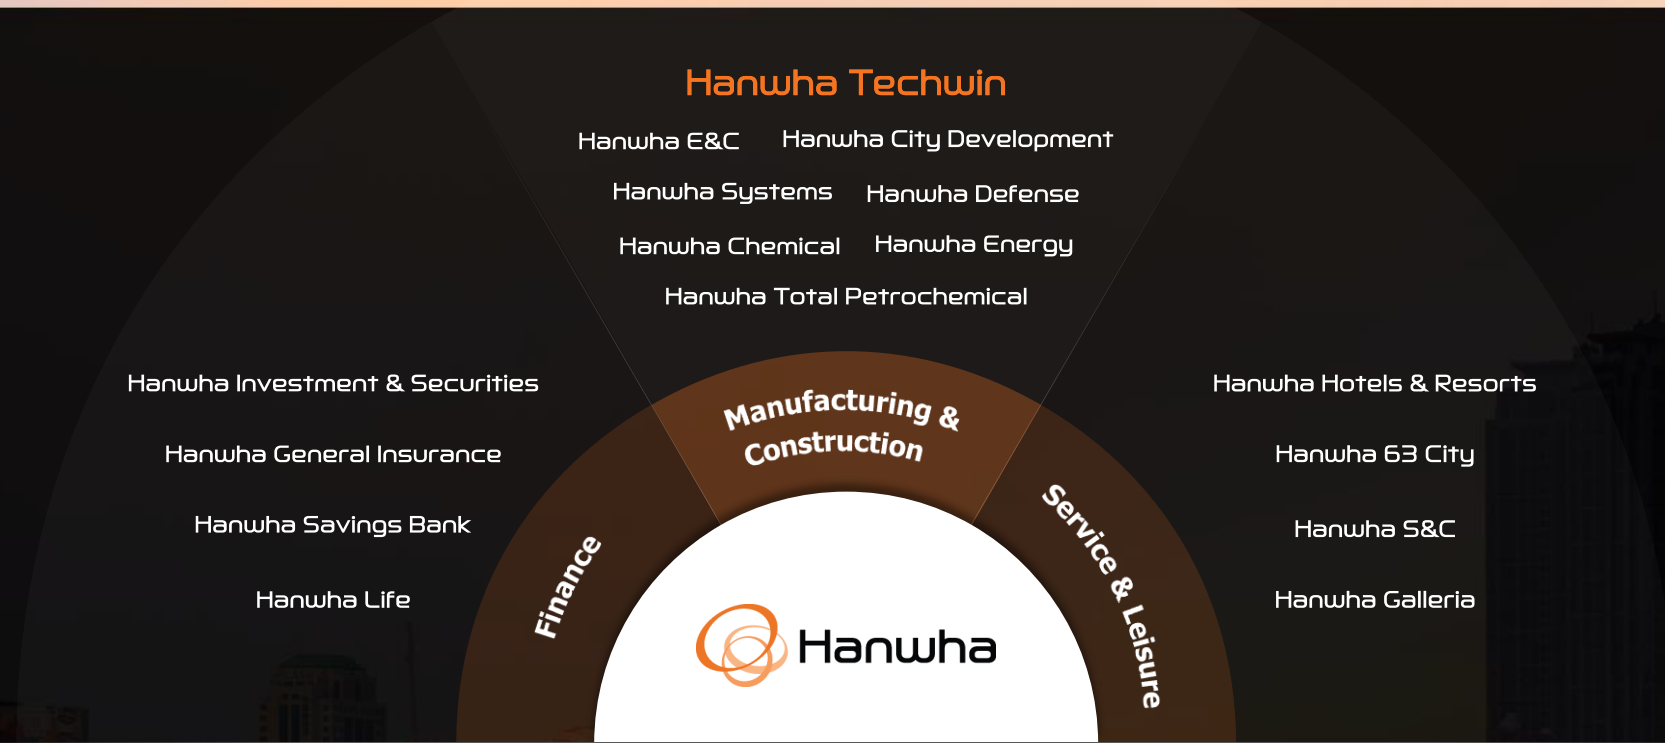 Hanwha Techwin
Hanwha E&C
Hanwha City Development
Hanwha Systems
Hanwha Defense
Hanwha Chemical
Hanwha Energy
Hanwha Total Petrochemical
Hanwha Investment & Securities
Hanwha General Insurance
Hanwha Savings Bank
Hanwha Life
Finance
Manufacturing &
Construction
Service & Leisure
Hanwha Hotels & Resorts
Hanwha 63 City
Hanwha S&C
Hanwha Galleria
Hanwha